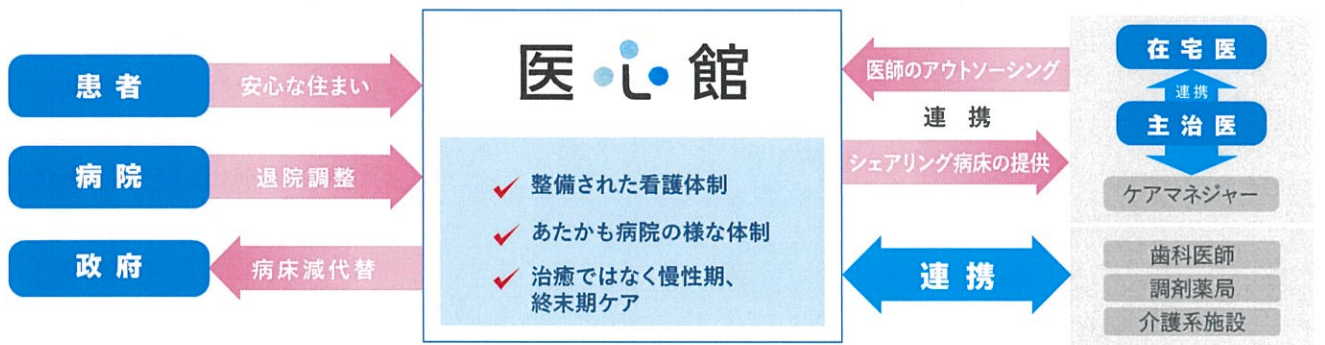 患者
安心な住まい
病院
退院調整
政府
病床減代替
医心館
整備された看護体制
あたかも病院の様な体制
治癒ではなく慢性期、
終末期ケア
医師のアウトソーシング
連携
シェアリング病床の提供
連携
在宅医
連携
主治医
ケアマネジャー
歯科医師
調剤薬局
介護系施設